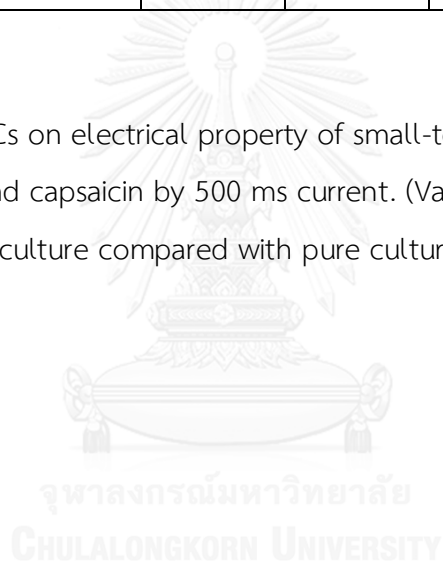 Cs on electrical property of small-t
nd capsaicin by 500 ms current. (Va
culture compared with pure cultur
จุฬาลงกรณ์มหาวิทยาลัย
CHULALONGKORN UNIVERSITY